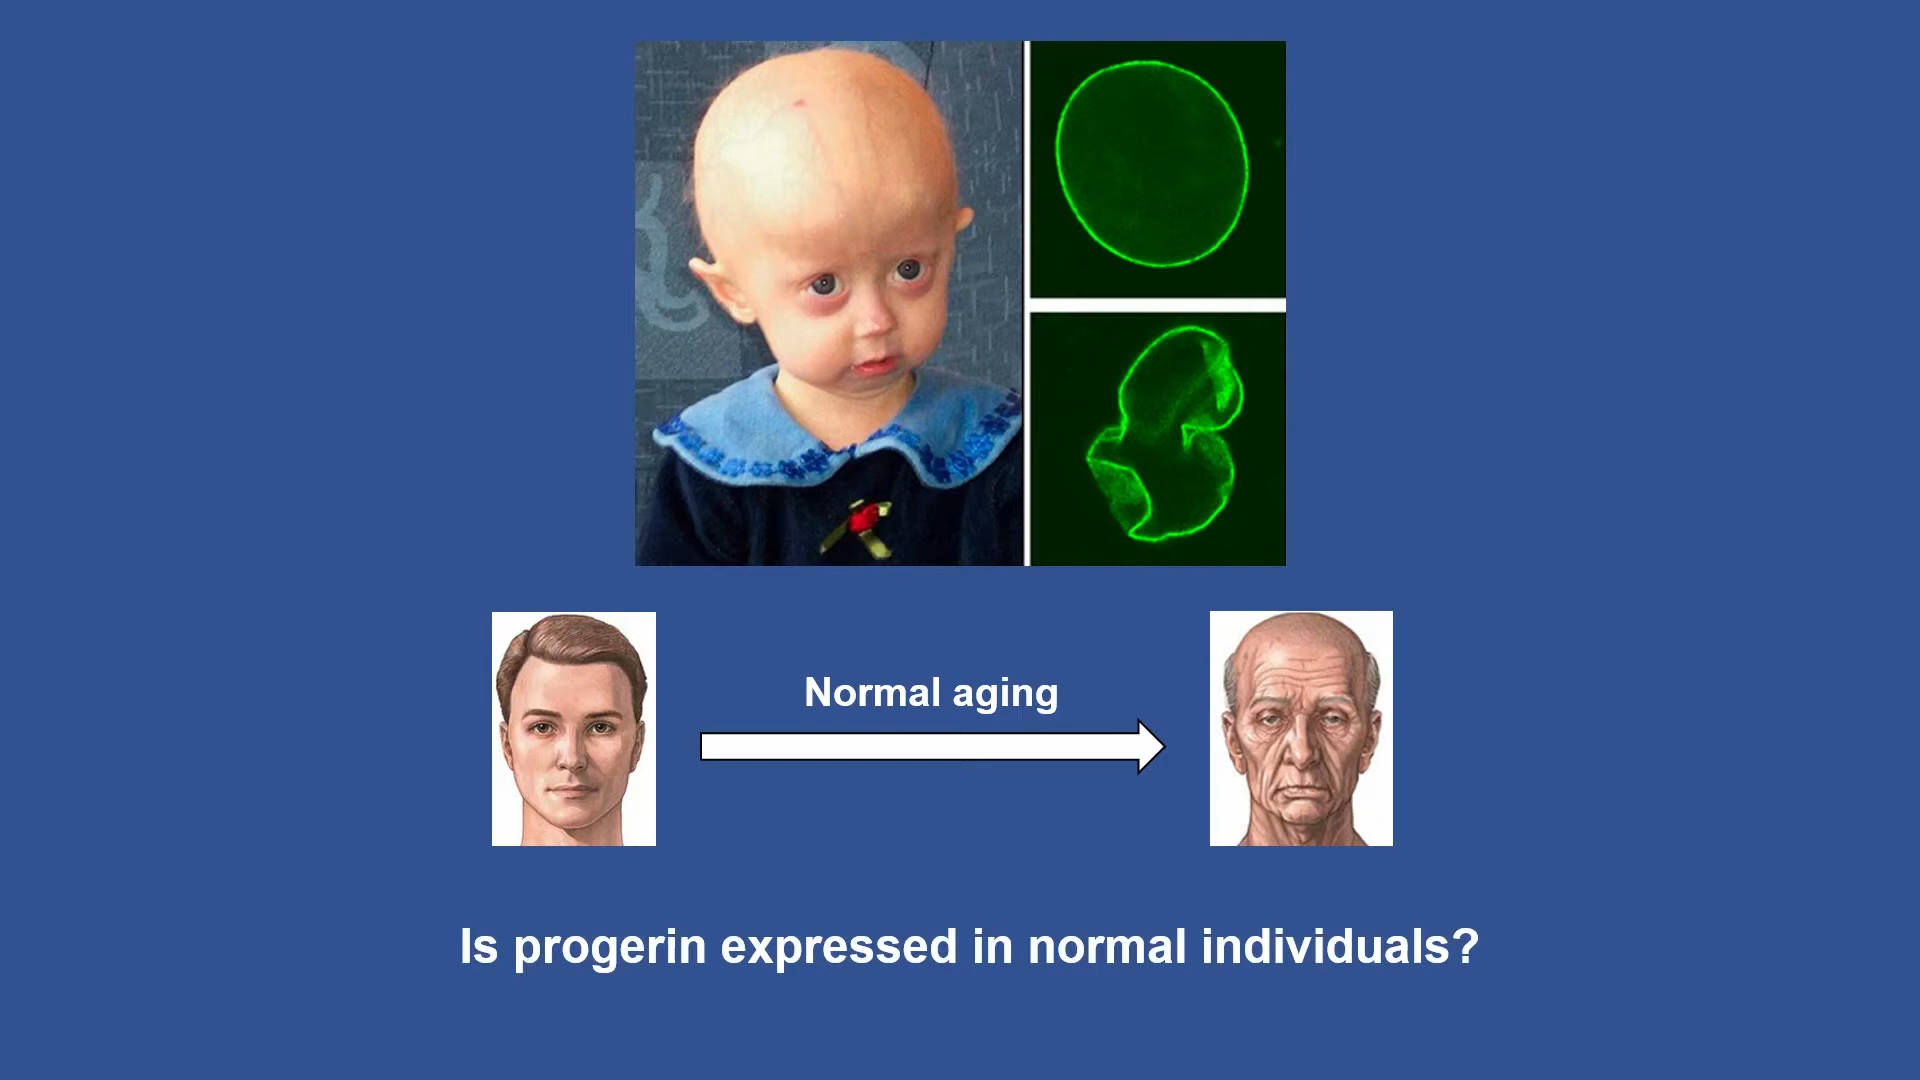 Normal aging
Is progerin expressed in normal individuals?